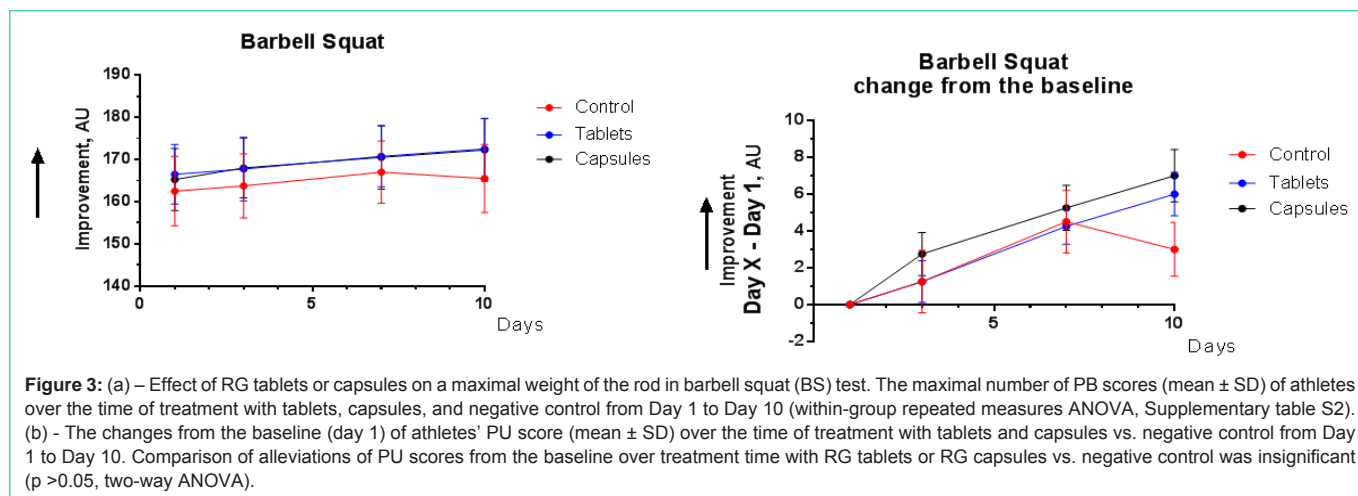 Barbell Squat
Improvement, AU
190
180
170
160
150
140
0
5
10
Days
Control
Tablets
Capsules
Barbell Squat
change from the baseline
Improvement
Day X - Day 1, AU
10
8
6
4
2
0
-2
5
10
Days
Control
Tablets
Capsules
Figure 3: (a) – Effect of RG tablets or capsules on a maximal weight of the rod in barbell squat (BS) test. The maximal number of PB scores (mean ± SD) of athletes
over the time of treatment with tablets, capsules, and negative control from Day 1 to Day 10 (within-group repeated measures ANOVA, Supplementary table S2).
(b) - The changes from the baseline (day 1) of athletes’ PU score (mean ± SD) over the time of treatment with tablets and capsules vs. negative control from Day
1 to Day 10. Comparison of alleviations of PU scores from the baseline over treatment time with RG tablets or RG capsules vs. negative control was insignificant
(p >0.05, two-way ANOVA).